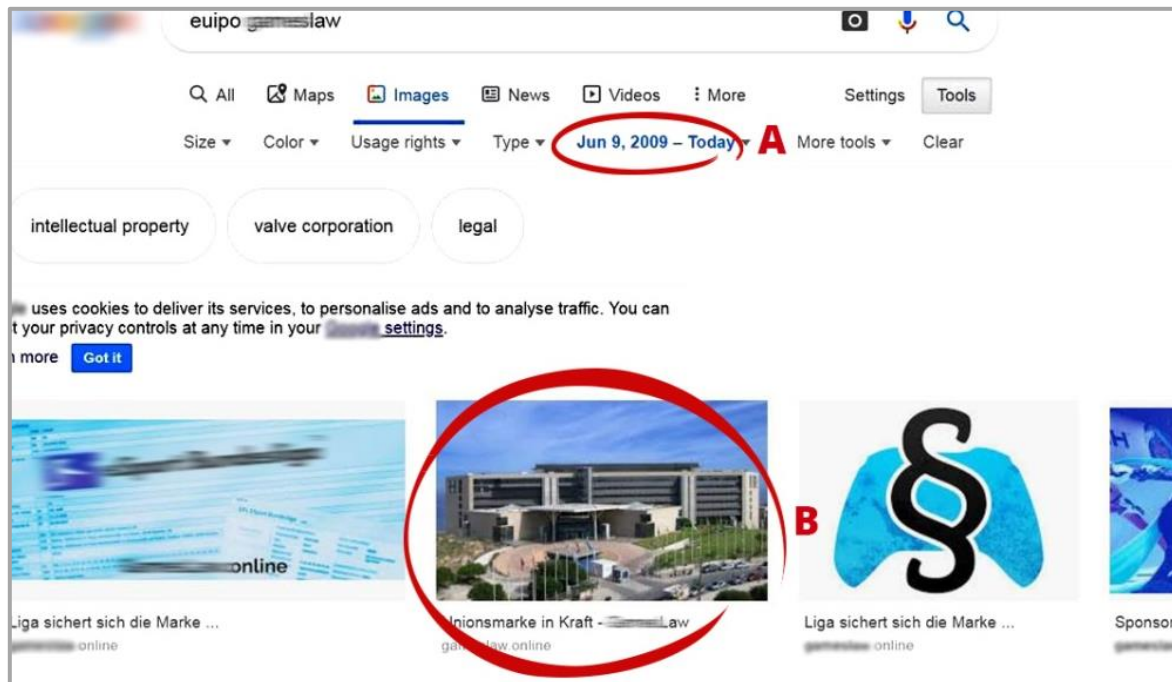 euipo law
All Maps Images News Videos More Settings Tools
Size Color Usage rights Type Jun 9, 2009 – Today A More tools Clear
intellectual property valve corporation legal
uses cookies to deliver its services, to personalise ads and to analyse traffic. You can
t your privacy controls at any time in your settings.
more Got it
B
online
Liga sichert sich die Marke ... Unionsmarke in Kraft - Law Liga sichert sich die Marke ... Sponsor
online law.online online